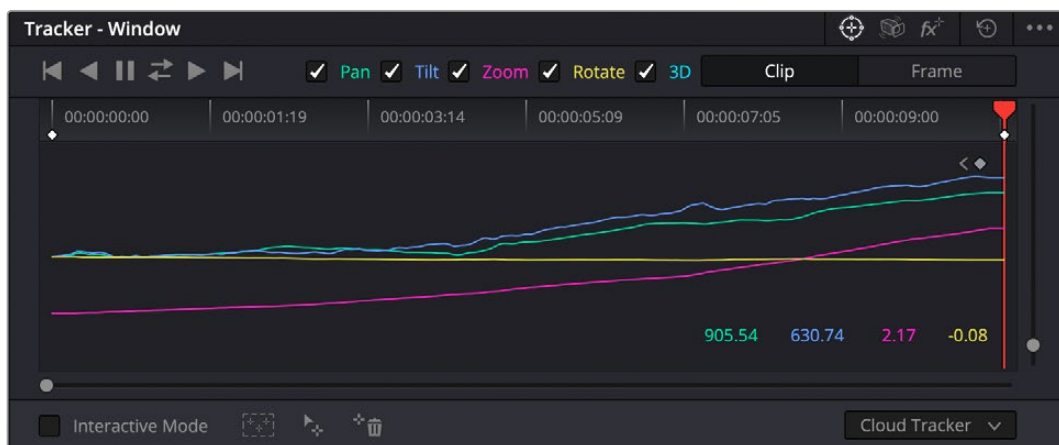 Tracker - Window
fx
Pan Tilt Zoom Rotate 3D Clip Frame
00:00:00:00 00:00:01:19 00:00:03:14 00:00:05:09 00:00:07:05 00:00:09:00
905.54 630.74 2.17 -0.08
Interactive Mode Cloud Tracker